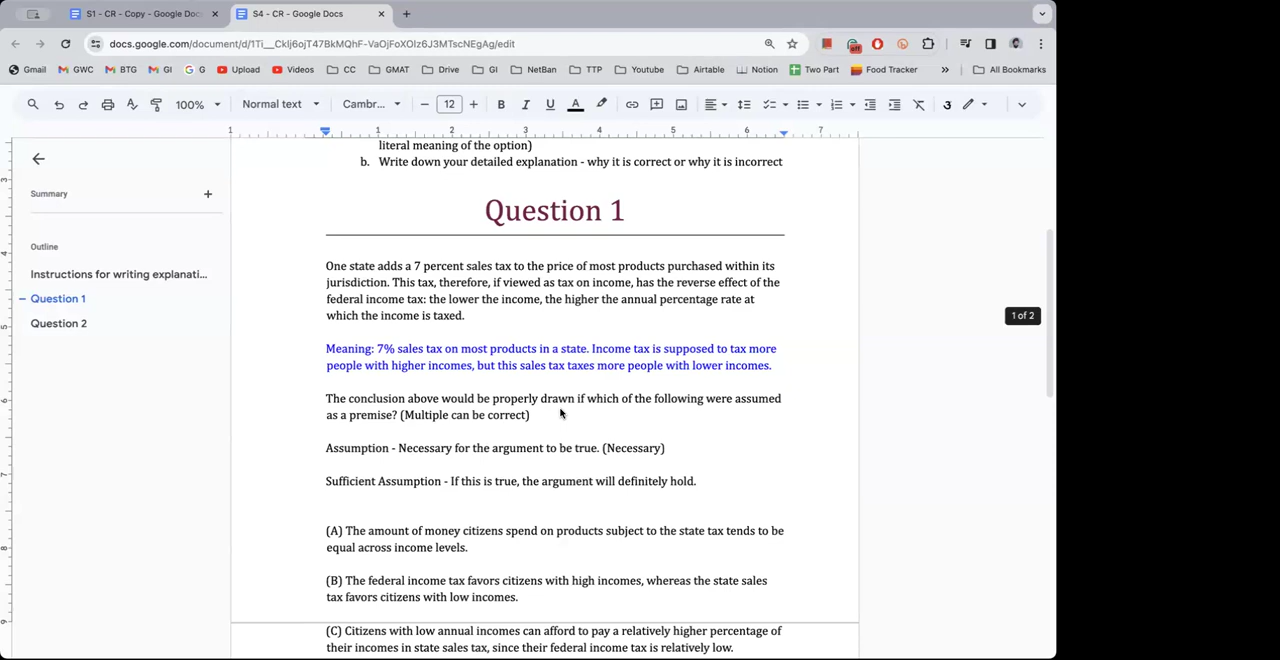 S1 - CR - Copy - Google Doc
S4 - CR - Google Docs
docs.google.com/document/d/1Ti__Cklj6ojT47BkMQhF-VaOjFoXOlz6J3MTscNEgAg/edit
Gmail GWC BTG GI G Upload Videos CC GMAT Drive GI NetBan TTP Youtube Airtable Notion Two Part Food Tracker » All Bookmarks
100% Normal text Cambr... 12 B I U A
1 1 2 3 4 5 6 7
literal meaning of the option)
b. Write down your detailed explanation - why it is correct or why it is incorrect
Summary
Outline
Instructions for writing explanati...
Question 1
Question 2
Question 1
One state adds a 7 percent sales tax to the price of most products purchased within its
jurisdiction. This tax, therefore, if viewed as tax on income, has the reverse effect of the
federal income tax: the lower the income, the higher the annual percentage rate at
which the income is taxed.
1 of 2
Meaning: 7% sales tax on most products in a state. Income tax is supposed to tax more
people with higher incomes, but this sales tax taxes more people with lower incomes.
The conclusion above would be properly drawn if which of the following were assumed
as a premise? (Multiple can be correct)
Assumption - Necessary for the argument to be true. (Necessary)
Sufficient Assumption - If this is true, the argument will definitely hold.
(A) The amount of money citizens spend on products subject to the state tax tends to be
equal across income levels.
(B) The federal income tax favors citizens with high incomes, whereas the state sales
tax favors citizens with low incomes.
(C) Citizens with low annual incomes can afford to pay a relatively higher percentage of
their incomes in state sales tax, since their federal income tax is relatively low.